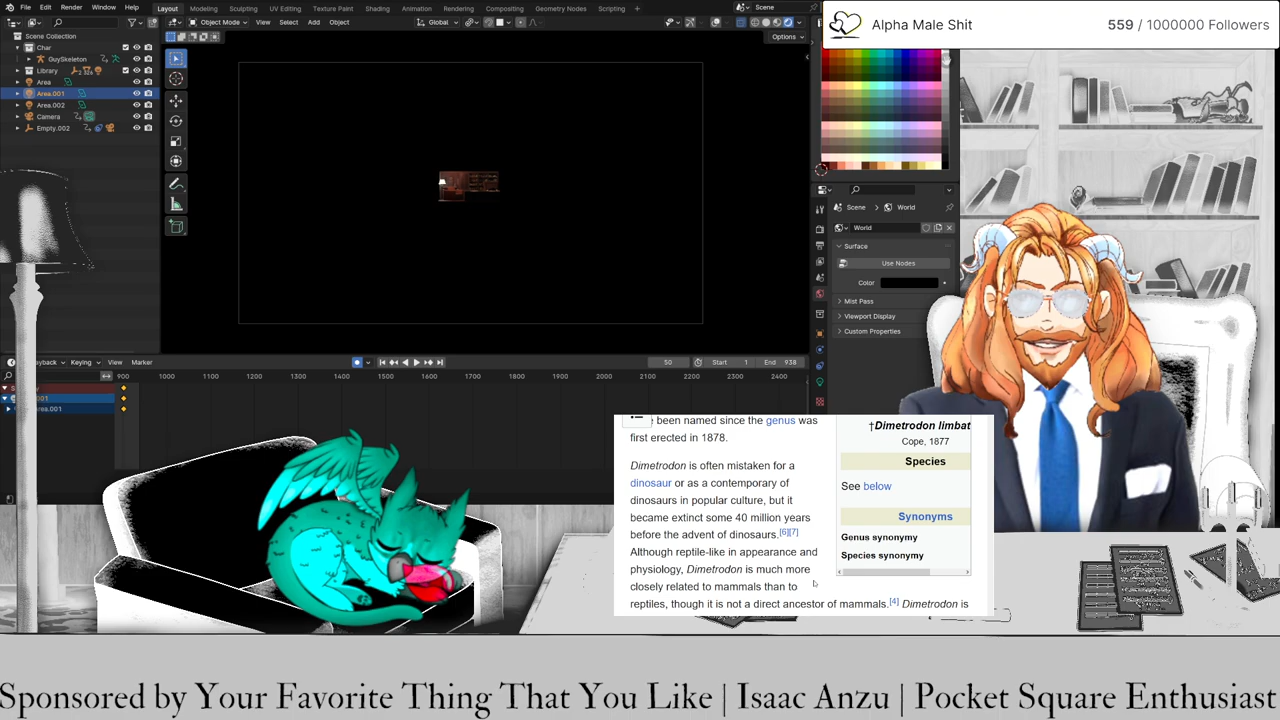 File Edit Render Window Help Layout Modeling Sculpting UV Editing Texture Paint Shading Animation Rendering Compositing Geometry Nodes Scripting Scene
Object Mode View Select Add Object Global
Options
Scene Collection
Char
GuySkeleton
Library
Area
Area.001
Area.002
Camera
Empty.002
Alpha Male Shit 559 / 1000000 Followers
Scene World
World
Surface
Use Nodes
Color
Mist Pass
Viewport Display
Custom Properties
Keying View Marker 50 Start 1 End 938
900 1000 1100 1200 1300 1400 1500 1600 1700 1800 1900 2000 2100 2200 2300 2400
been named since the genus was
first erected in 1878.
Dimetrodon is often mistaken for a
dinosaur or as a contemporary of
dinosaurs in popular culture, but it
became extinct some 40 million years
before the advent of dinosaurs.[6][7]
Although reptile-like in appearance and
physiology, Dimetrodon is much more
closely related to mammals than to
reptiles, though it is not a direct ancestor of mammals.[4] Dimetrodon is
†Dimetrodon limbat
Cope, 1877
Species
See below
Synonyms
Genus synonymy
Species synonymy
Sponsored by Your Favorite Thing That You Like | Isaac Anzu | Pocket Square Enthusiast